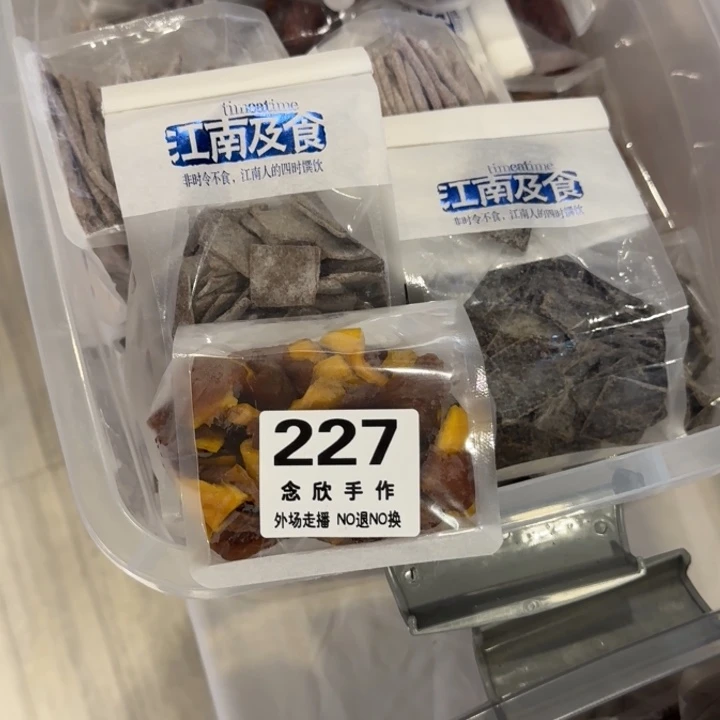 timeatime
江南及食
非时令不食，江南人的四时馔饮
timeatime
江南及食
非时令不食，江南人的四时馔饮
227
念欣手作
外场走播 NO退NO换